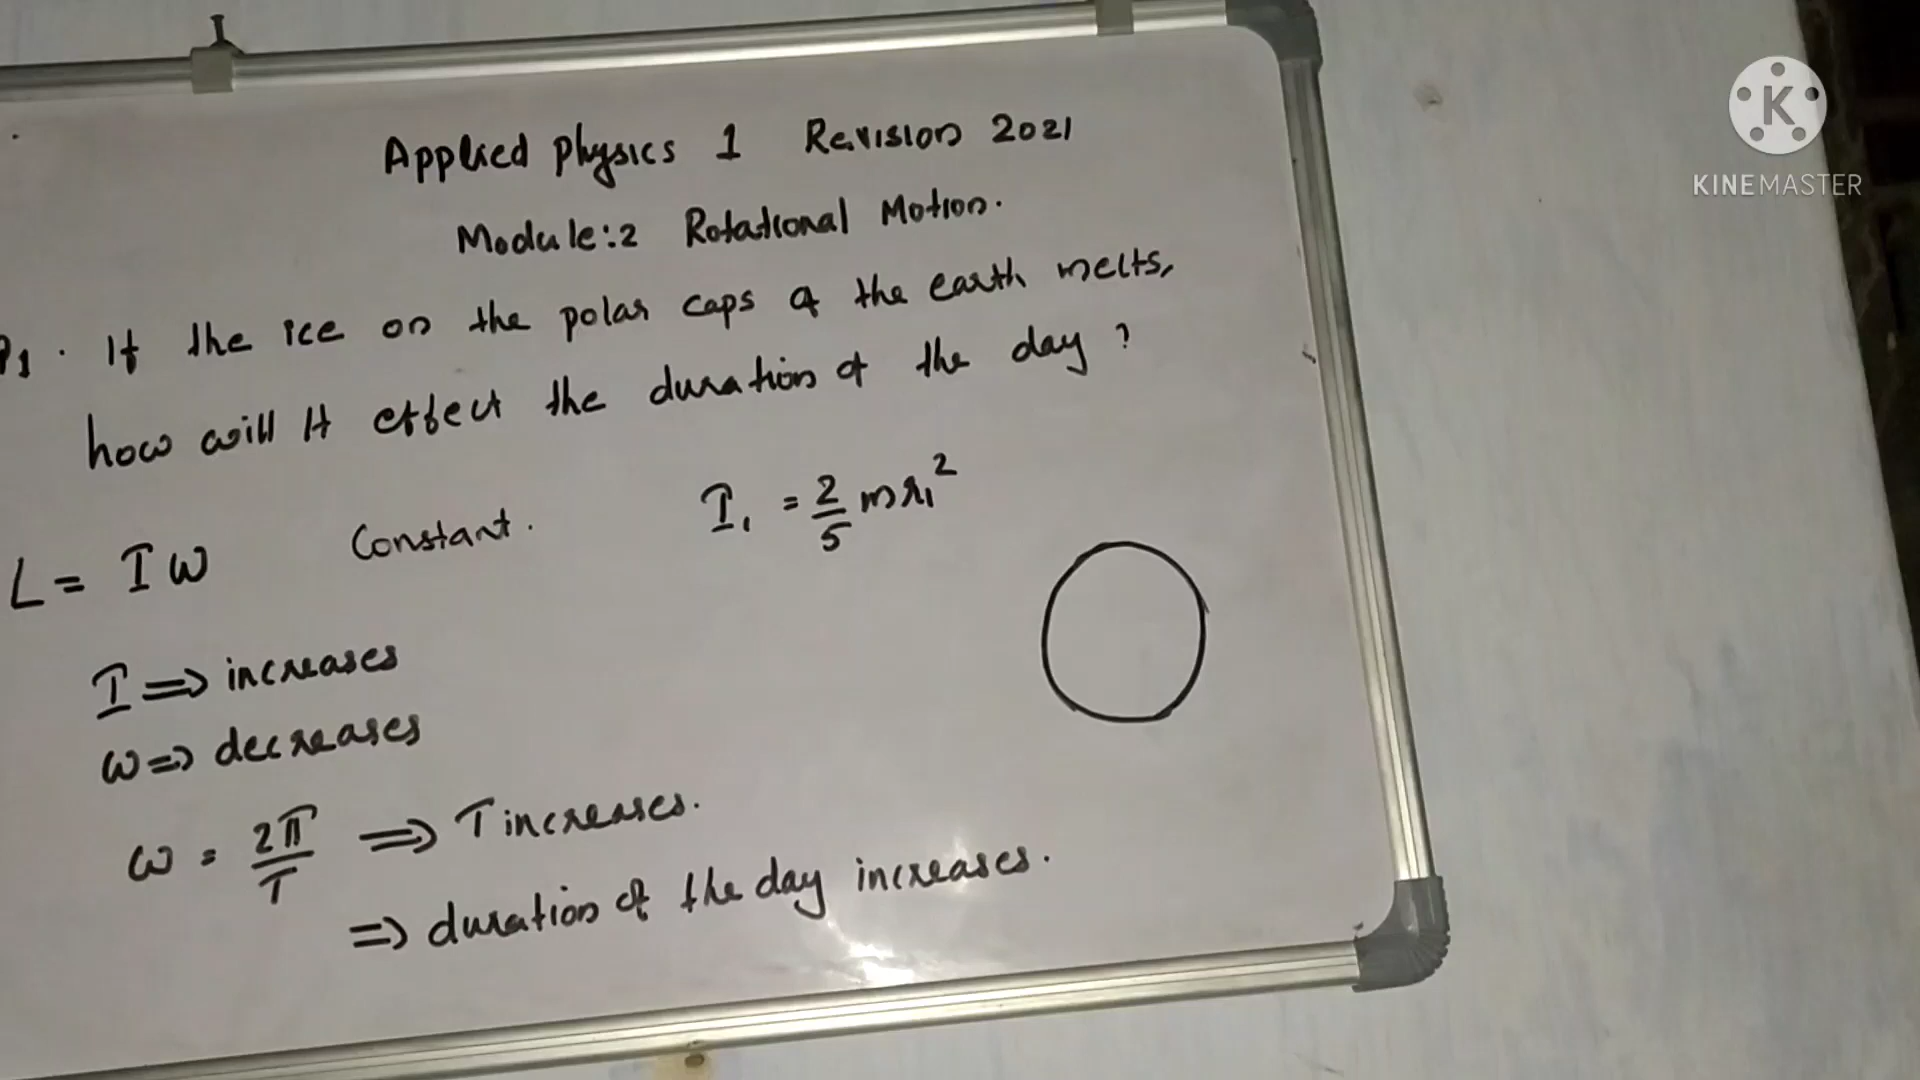 Applied Physics 1 Revision 2021
Module:2 Rotational Motion.
P1. If the ice on the polar caps of the earth melts,
how will it effect the duration of the day?
L = Iω Constant. I₁ = 2/5 mr₁²
I ⇒ increases
ω ⇒ decreases
ω = 2π/T ⇒ T increases.
⇒ duration of the day increases.
K
KINEMASTER